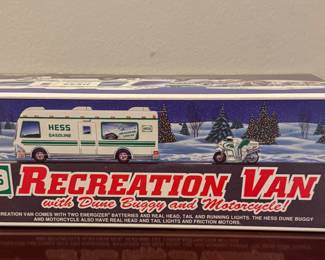 HESS
GASOLINE
RECREATION VAN
with Dune Buggy and Motorcycle!
RECREATION VAN COMES WITH TWO ENERGIZER® BATTERIES AND REAL HEAD, TAIL AND RUNNING LIGHTS. THE HESS DUNE BUGGY
AND MOTORCYCLE ALSO HAVE REAL HEAD AND TAIL LIGHTS AND FRICTION MOTORS.